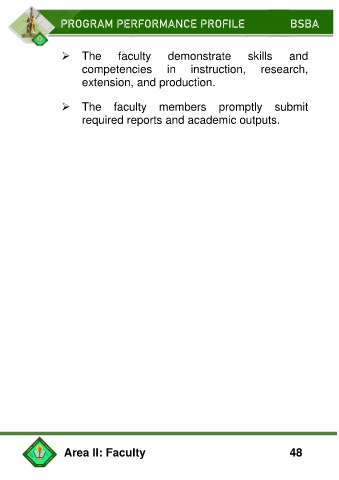 PROGRAM PERFORMANCE PROFILE BSBA
➢ The faculty demonstrate skills and
competencies in instruction, research,
extension, and production.
➢ The faculty members promptly submit
required reports and academic outputs.
Area II: Faculty 48